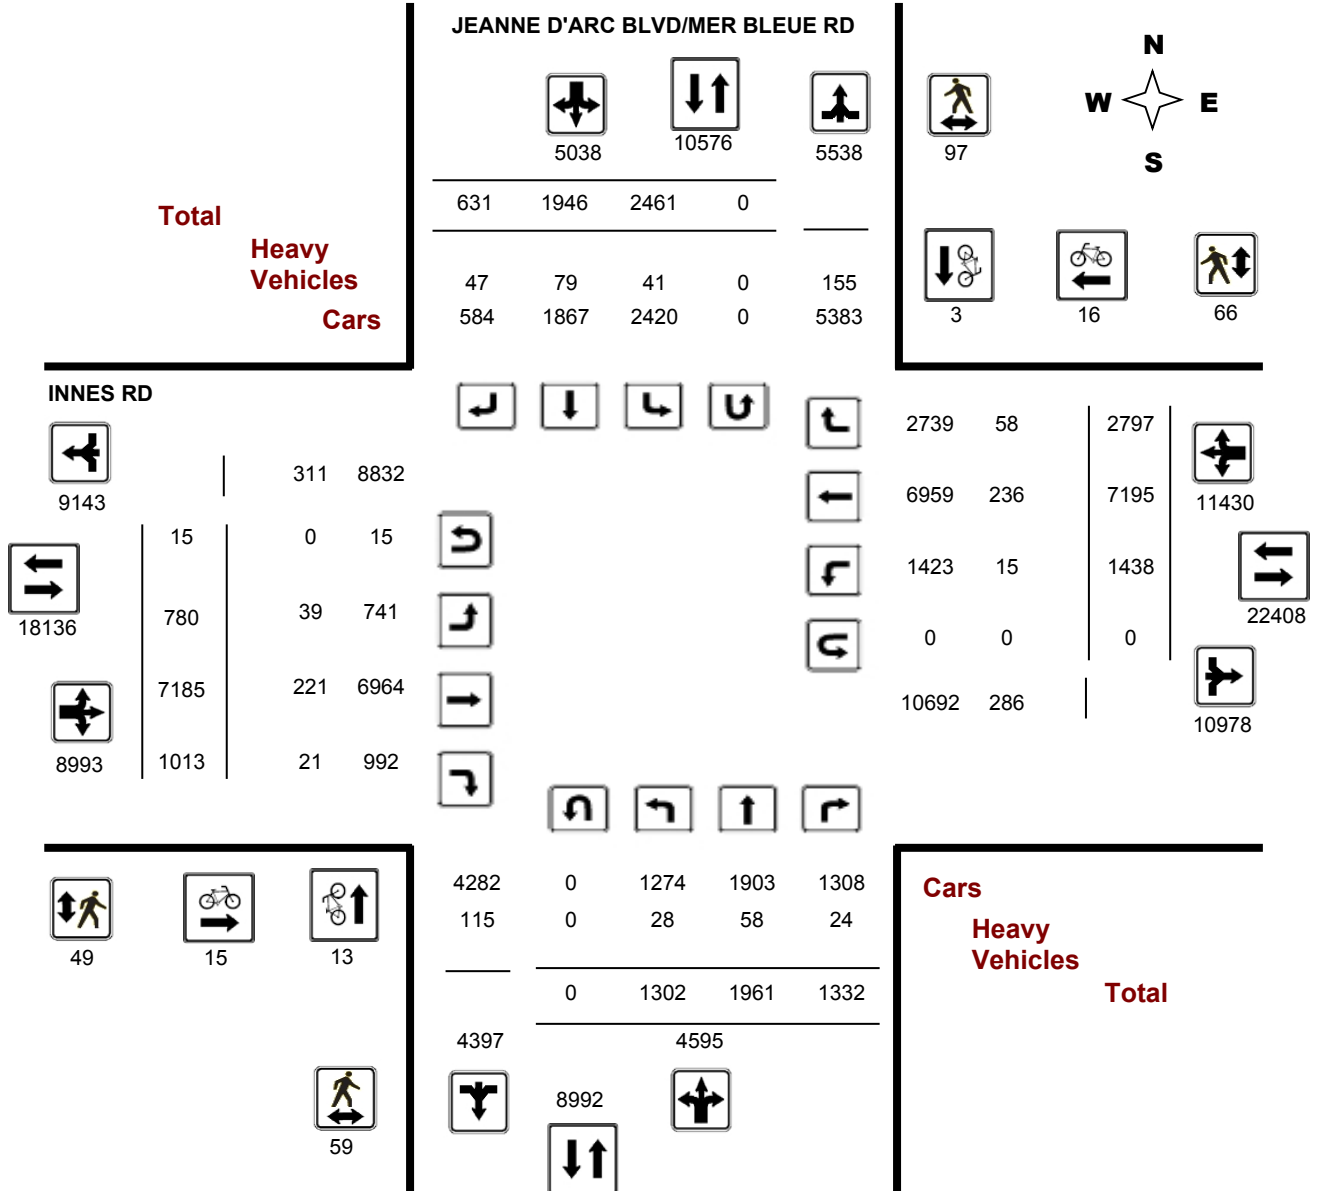 JEANNE D'ARC BLVD/MER BLEUE RD
N
W E
S
5038 10576 5538 97
631 1946 2461 0
Total
Heavy
Vehicles
Cars
47 79 41 0 155
584 1867 2420 0 5383
3 16 66
INNES RD
2739 58 2797
311 8832
9143
6959 236 7195 11430
15 0 15
1423 15 1438
780 39 741
18136
22408
0 0 0
7185 221 6964
10692 286
10978
8993 1013 21 992
4282 0 1274 1903 1308
115 0 28 58 24
Cars
Heavy
Vehicles
Total
49 15 13
0 1302 1961 1332
4397 4595
8992
59